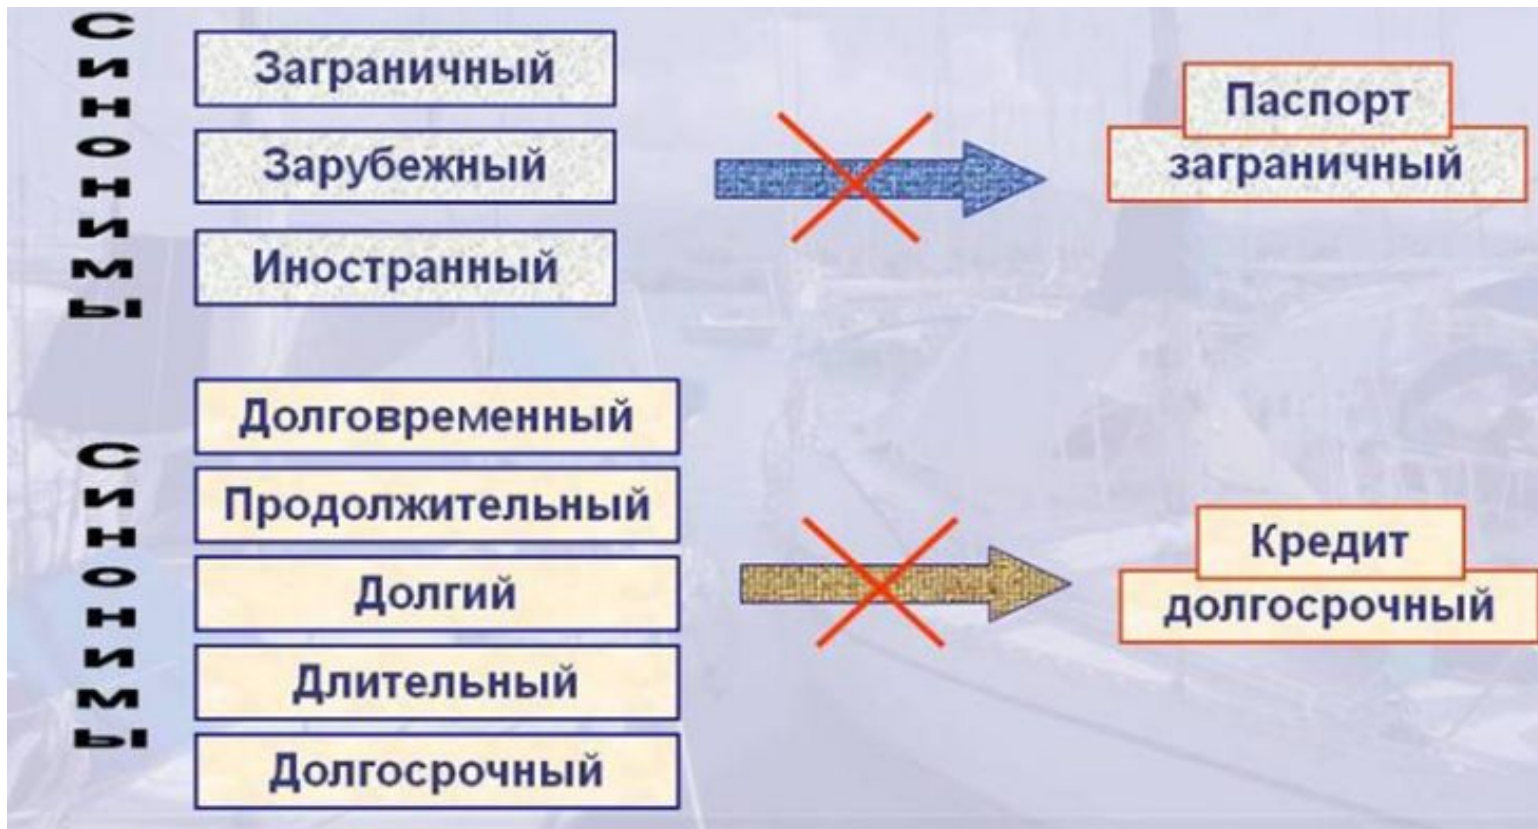 Синонимы
Заграничный
Зарубежный
Иностранный
Паспорт
заграничный
Синонимы
Долговременный
Продолжительный
Долгий
Длительный
Долгосрочный
Кредит
долгосрочный